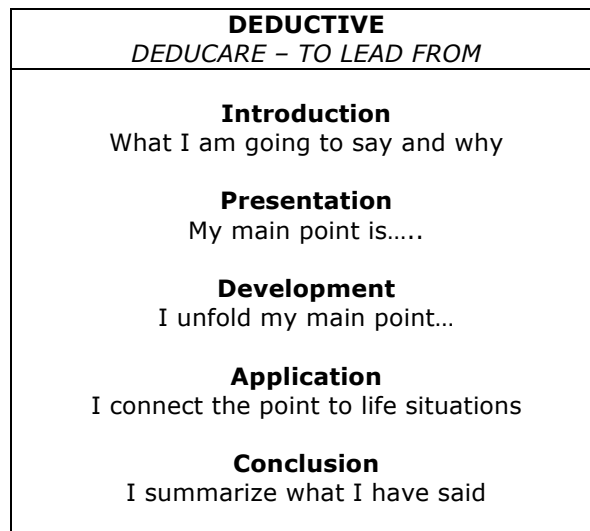 DEDUCTIVE
DEDUCARE – TO LEAD FROM
Introduction
What I am going to say and why
Presentation
My main point is…..
Development
I unfold my main point…
Application
I connect the point to life situations
Conclusion
I summarize what I have said